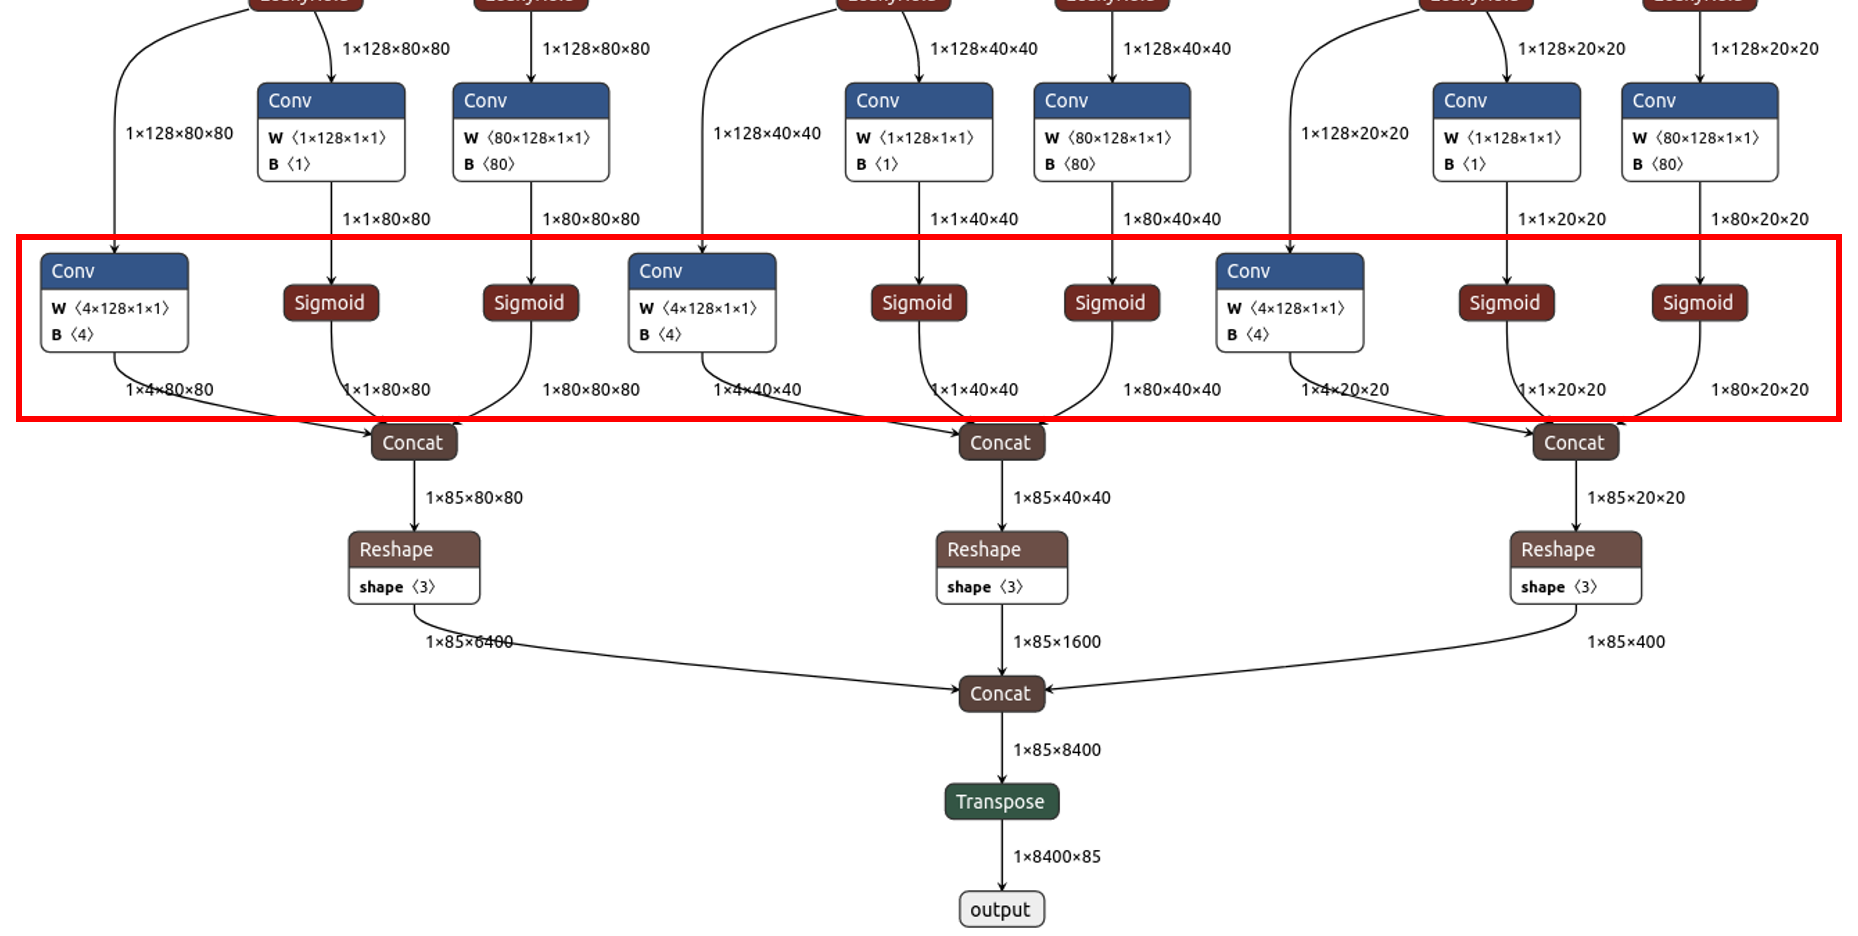 1×128×80×80 1×128×80×80 1×128×40×40 1×128×40×40 1×128×20×20 1×128×20×20
Conv Conv Conv Conv Conv Conv
1×128×80×80 W〈1×128×1×1〉 W〈80×128×1×1〉 1×128×40×40 W〈1×128×1×1〉 W〈80×128×1×1〉 1×128×20×20 W〈1×128×1×1〉 W〈80×128×1×1〉
B〈1〉 B〈80〉 B〈1〉 B〈80〉 B〈1〉 B〈80〉
1×1×80×80 1×80×80×80 1×1×40×40 1×80×40×40 1×1×20×20 1×80×20×20
Conv Conv Conv
Sigmoid Sigmoid Sigmoid Sigmoid Sigmoid Sigmoid
W〈4×128×1×1〉 W〈4×128×1×1〉 W〈4×128×1×1〉
B〈4〉 B〈4〉 B〈4〉
1×4×80×80 1×1×80×80 1×80×80×80 1×4×40×40 1×1×40×40 1×80×40×40 1×4×20×20 1×1×20×20 1×80×20×20
Concat Concat Concat
1×85×80×80 1×85×40×40 1×85×20×20
Reshape Reshape Reshape
shape〈3〉 shape〈3〉 shape〈3〉
1×85×6400 1×85×1600 1×85×400
Concat
1×85×8400
Transpose
1×8400×85
output